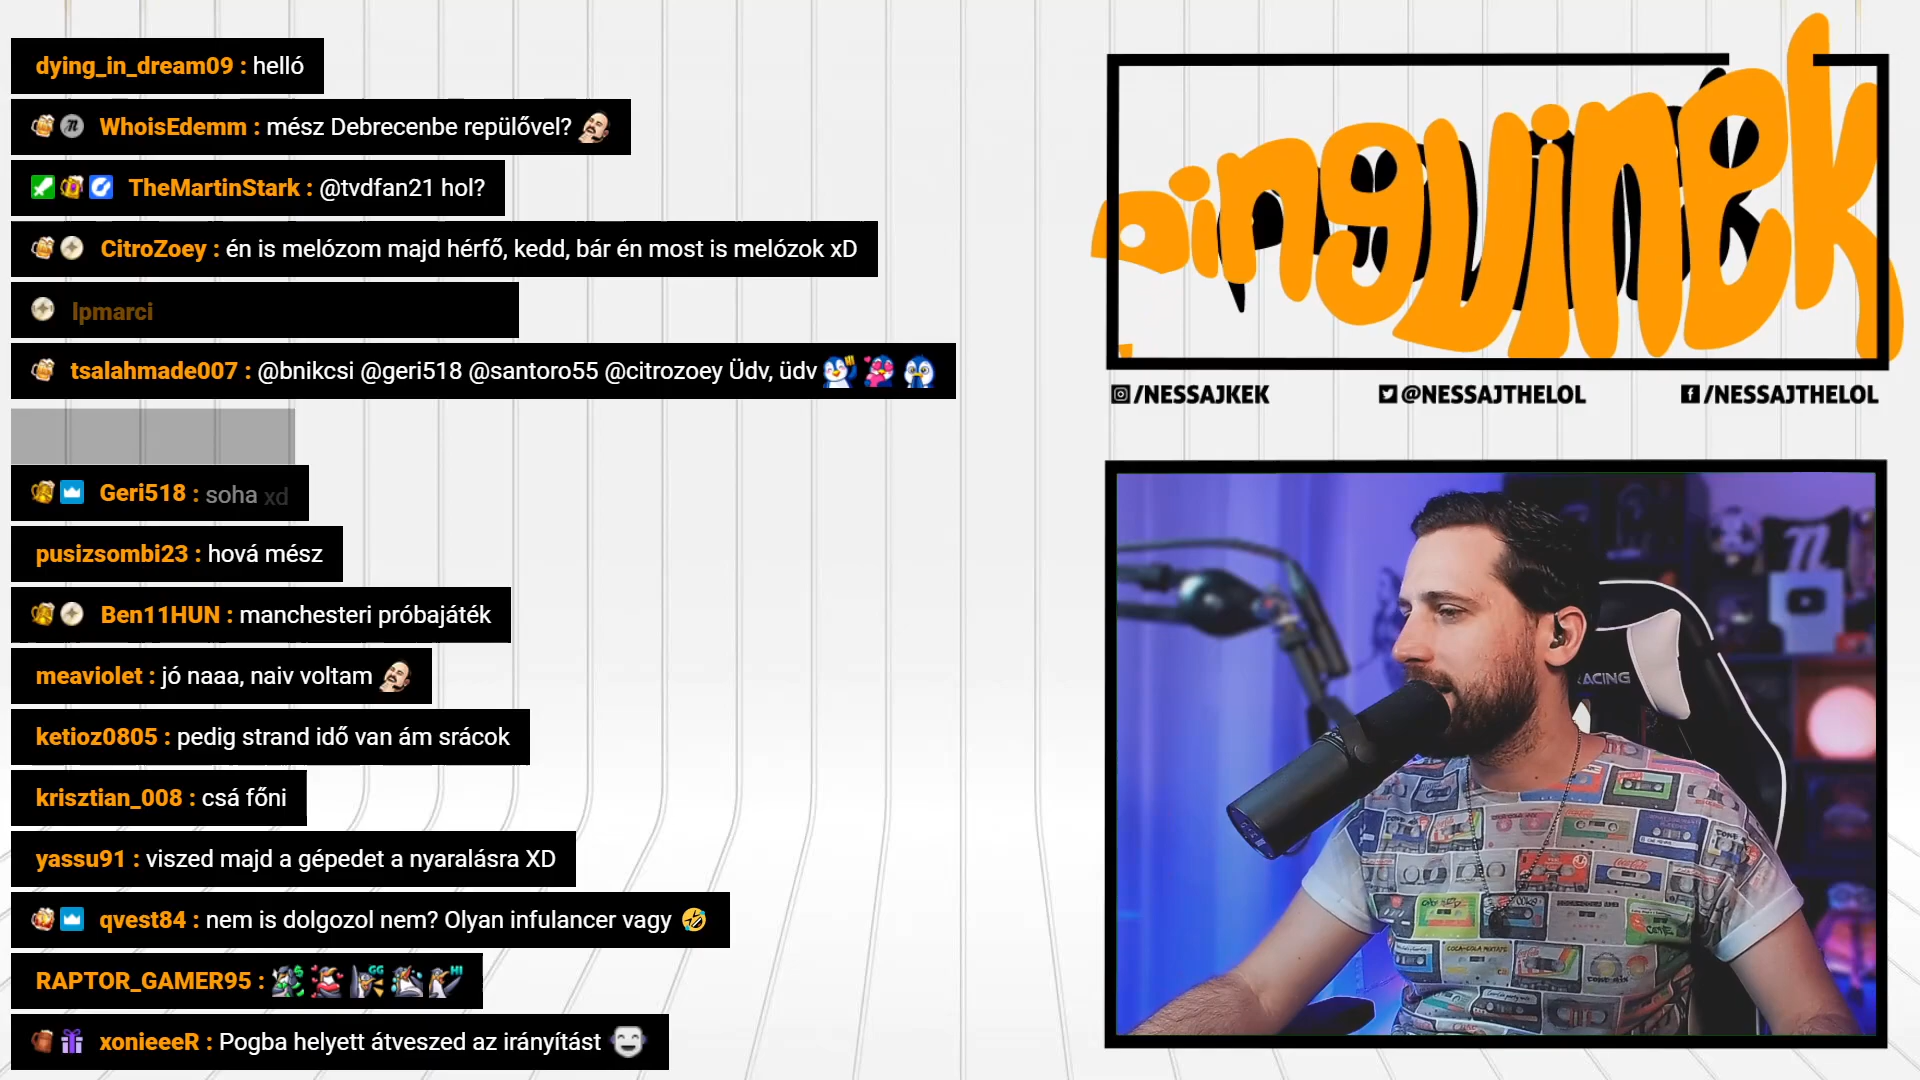 dying_in_dream09 : helló
WhoisEdemm : mész Debrecenbe repülővel?
TheMartinStark : @tvdfan21 hol?
CitroZoey : én is melózom majd hérfő, kedd, bár én most is melózok xD
lpmarci
tsalahmade007 : @bnikcsi @geri518 @santoro55 @citrozoey Üdv, üdv
Geri518 : soha xd
pusizsombi23 : hová mész
Ben11HUN : manchesteri próbajáték
meaviolet : jó naaa, naiv voltam
ketioz0805 : pedig strand idő van ám srácok
krisztian_008 : csá főni
yassu91 : viszed majd a gépedet a nyaralásra XD
qvest84 : nem is dolgozol nem? Olyan infulancer vagy
RAPTOR_GAMER95 :
xonieeeR : Pogba helyett átveszed az irányítást
pingvinek
/NESSAJKEK @NESSAJTHELOL /NESSAJTHELOL
ACING